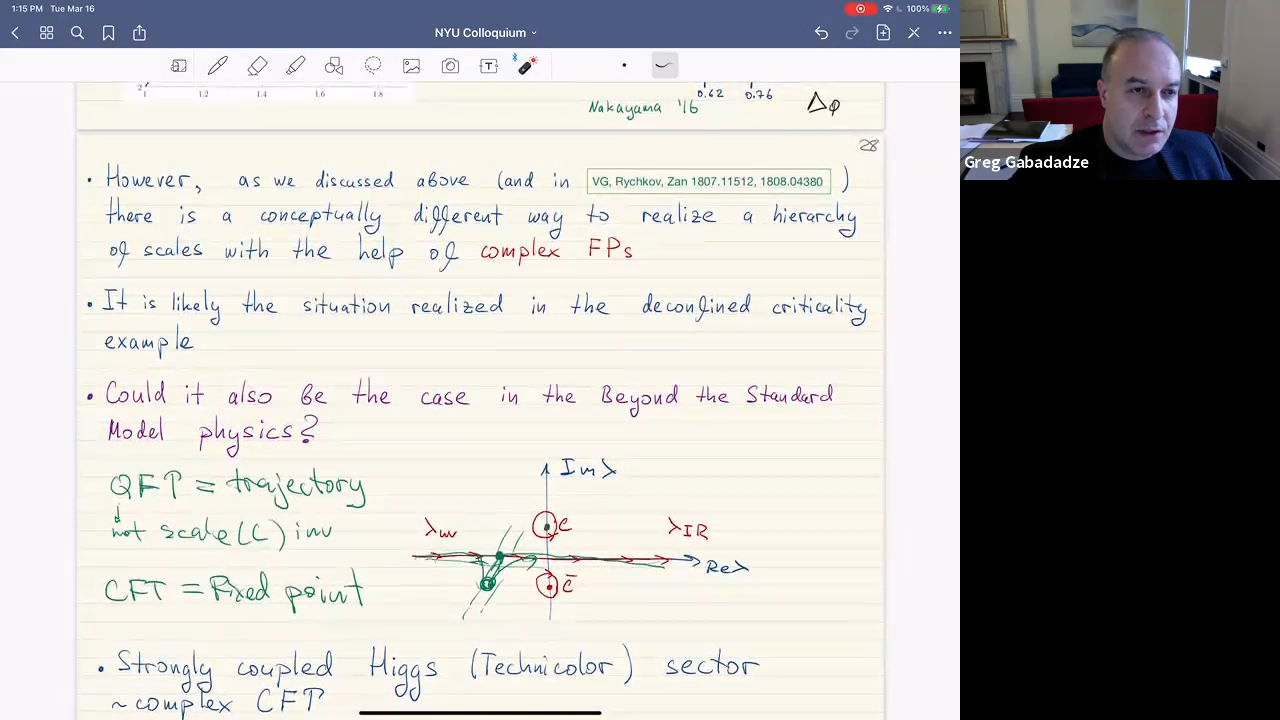 1:15 PM Tue Mar 16
100%
NYU Colloquium
1 1.2 1.4 1.6 1.8
0.62 0.76
Nakayama '16 Δφ
28
• However, as we discussed above (and in VG, Rychkov, Zan 1807.11512, 1808.04380 )
there is a conceptually different way to realize a hierarchy
of scales with the help of complex FPs
• It is likely the situation realized in the deconfined criticality
example
• Could it also be the case in the Beyond the Standard
Model physics?
QFT = trajectory
not scale (C) inv
CFT = Fixed point
Im λ
C
λUV
λIR
Re λ
C̄
• Strongly coupled Higgs (Technicolor) sector
~ complex CFT
Greg Gabadadze